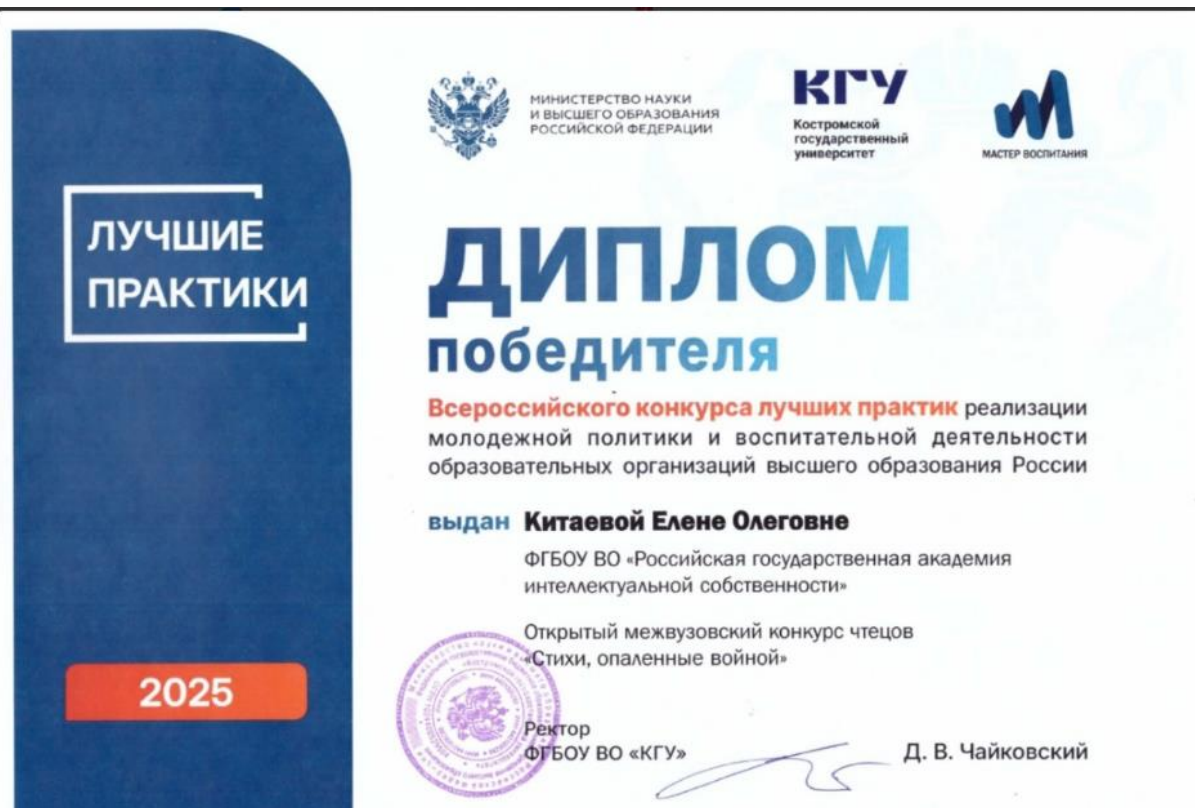 МИНИСТЕРСТВО НАУКИ
И ВЫСШЕГО ОБРАЗОВАНИЯ
РОССИЙСКОЙ ФЕДЕРАЦИИ
КГУ
Костромской
государственный
университет
МАСТЕР ВОСПИТАНИЯ
ЛУЧШИЕ
ПРАКТИКИ
ДИПЛОМ
победителя
Всероссийского конкурса лучших практик реализации
молодежной политики и воспитательной деятельности
образовательных организаций высшего образования России
выдан Китаевой Елене Олеговне
ФГБОУ ВО «Российская государственная академия
интеллектуальной собственности»
Открытый межвузовский конкурс чтецов
«Стихи, опаленные войной»
2025
Ректор
ФГБОУ ВО «КГУ»
Д. В. Чайковский